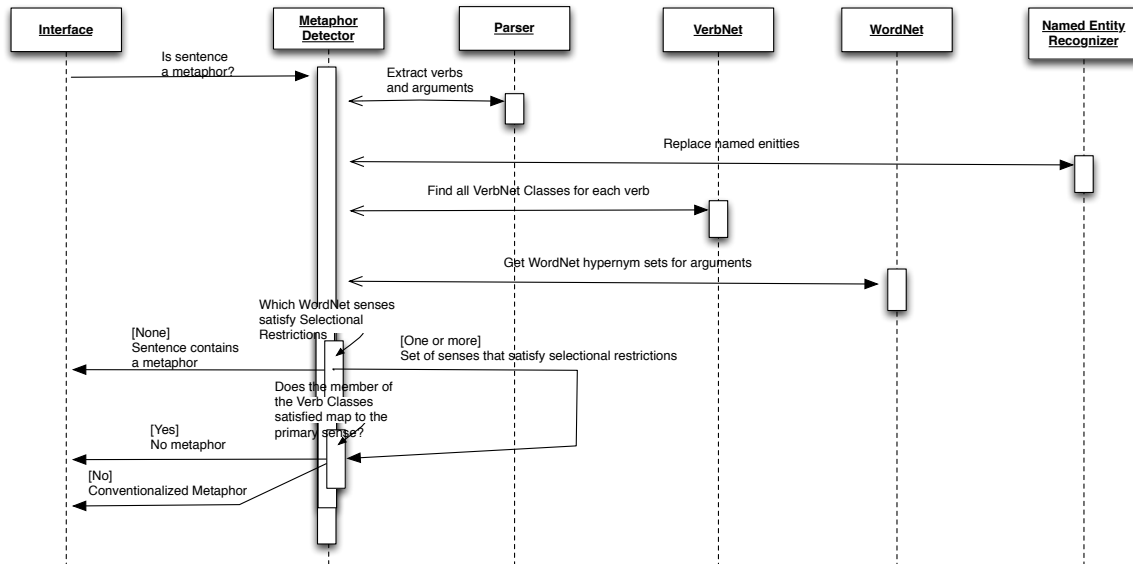 Interface
Metaphor
Detector
Parser
VerbNet
WordNet
Named Entity
Recognizer
Is sentence
a metaphor?
Extract verbs
and arguments
Replace named entitties
Find all VerbNet Classes for each verb
Get WordNet hypernym sets for arguments
Which WordNet senses
satisfy Selectional
Restrictions
[None]
Sentence contains
a metaphor
[One or more]
Set of senses that satisfy selectional restrictions
Does the member of
the Verb Classes
satisfied map to the
primary sense?
[Yes]
No metaphor
[No]
Conventionalized Metaphor